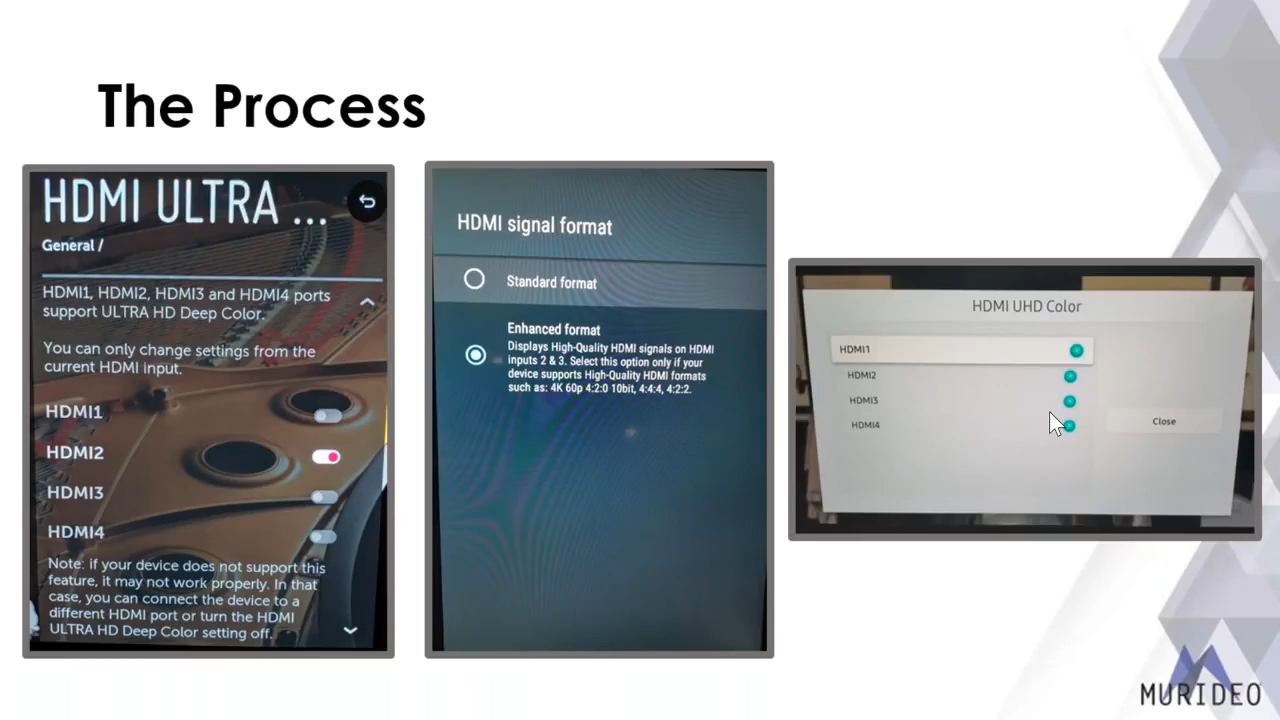 The Process
HDMI ULTRA ...
General /
HDMI1, HDMI2, HDMI3 and HDMI4 ports
support ULTRA HD Deep Color.
You can only change settings from the
current HDMI input.
HDMI1
HDMI2
HDMI3
HDMI4
Note: if your device does not support this
feature, it may not work properly. In that
case, you can connect the device to a
different HDMI port or turn the HDMI
ULTRA HD Deep Color setting off.
HDMI signal format
Standard format
Enhanced format
Displays High-Quality HDMI signals on HDMI
inputs 2 & 3. Select this option only if your
device supports High-Quality HDMI formats
such as: 4K 60p 4:2:0 10bit, 4:4:4, 4:2:2.
HDMI UHD Color
HDMI1
HDMI2
HDMI3
HDMI4
Close
MURIDEO